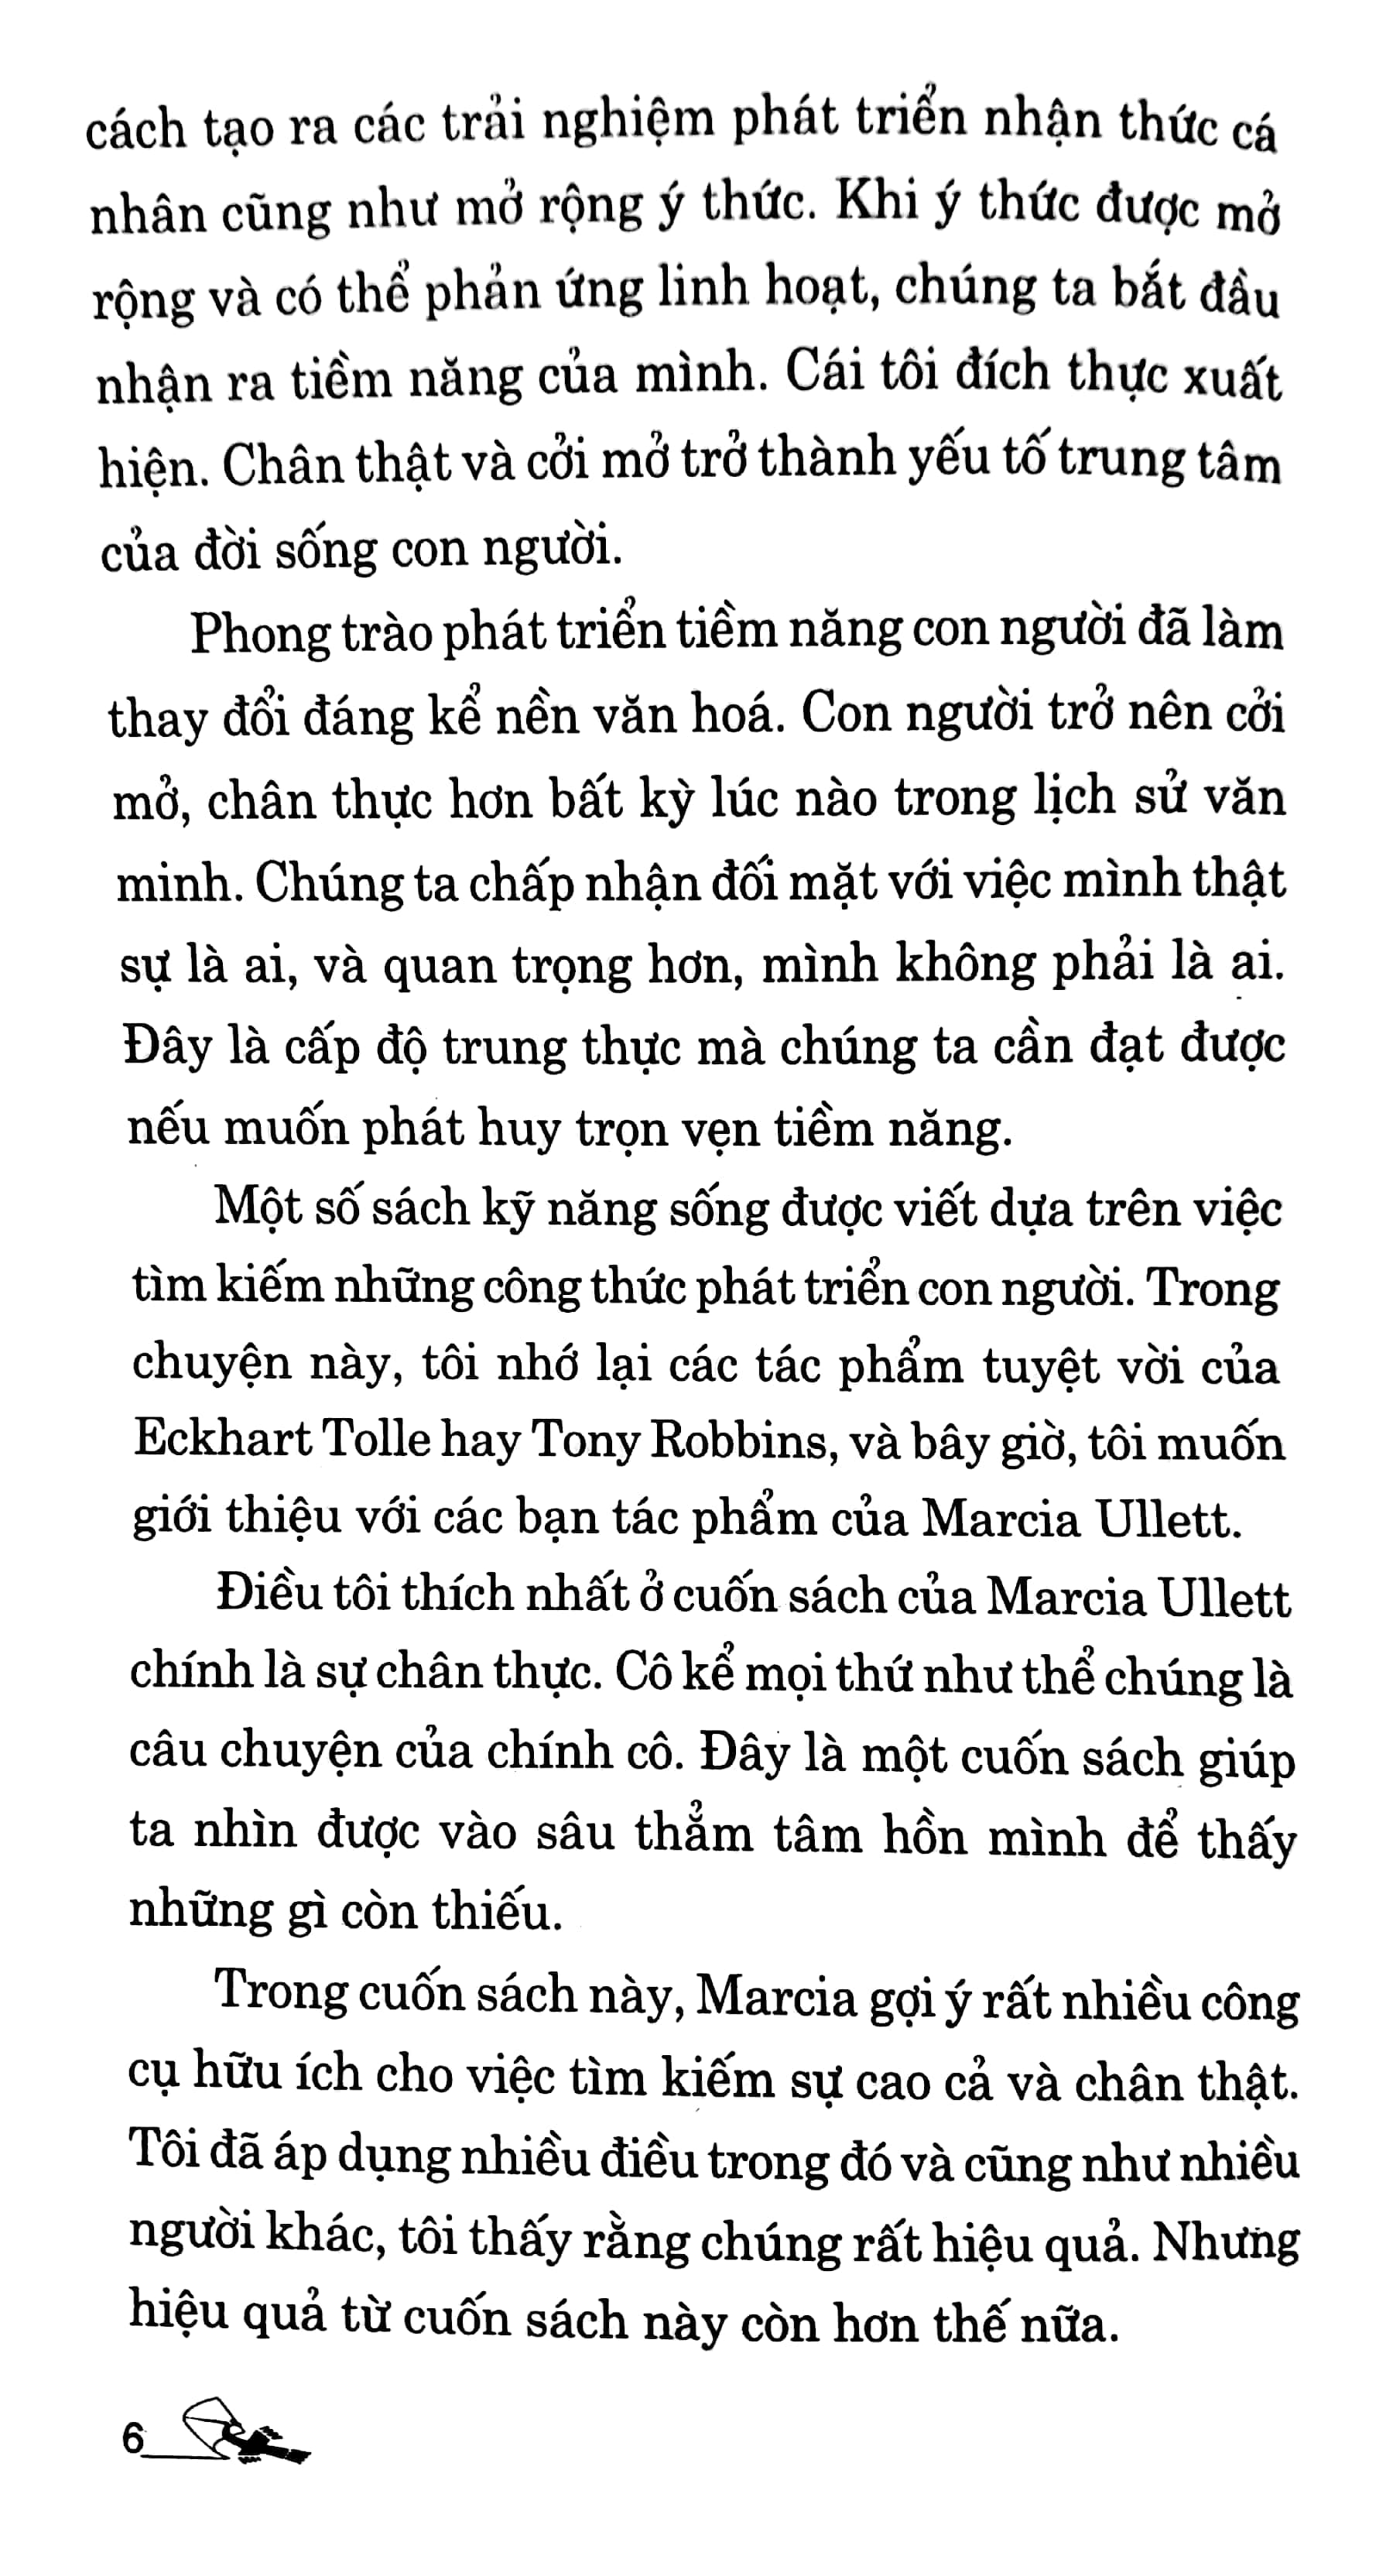 cách tạo ra các trải nghiệm phát triển nhận thức cá
nhân cũng như mở rộng ý thức. Khi ý thức được mở
rộng và có thể phản ứng linh hoạt, chúng ta bắt đầu
nhận ra tiềm năng của mình. Cái tôi đích thực xuất
hiện. Chân thật và cởi mở trở thành yếu tố trung tâm
của đời sống con người.
Phong trào phát triển tiềm năng con người đã làm
thay đổi đáng kể nền văn hoá. Con người trở nên cởi
mở, chân thực hơn bất kỳ lúc nào trong lịch sử văn
minh. Chúng ta chấp nhận đối mặt với việc mình thật
sự là ai, và quan trọng hơn, mình không phải là ai.
Đây là cấp độ trung thực mà chúng ta cần đạt được
nếu muốn phát huy trọn vẹn tiềm năng.
Một số sách kỹ năng sống được viết dựa trên việc
tìm kiếm những công thức phát triển con người. Trong
chuyện này, tôi nhớ lại các tác phẩm tuyệt vời của
Eckhart Tolle hay Tony Robbins, và bây giờ, tôi muốn
giới thiệu với các bạn tác phẩm của Marcia Ullett.
Điều tôi thích nhất ở cuốn sách của Marcia Ullett
chính là sự chân thực. Cô kể mọi thứ như thể chúng là
câu chuyện của chính cô. Đây là một cuốn sách giúp
ta nhìn được vào sâu thẳm tâm hồn mình để thấy
những gì còn thiếu.
Trong cuốn sách này, Marcia gợi ý rất nhiều công
cụ hữu ích cho việc tìm kiếm sự cao cả và chân thật.
Tôi đã áp dụng nhiều điều trong đó và cũng như nhiều
người khác, tôi thấy rằng chúng rất hiệu quả. Nhưng
hiệu quả từ cuốn sách này còn hơn thế nữa.
6